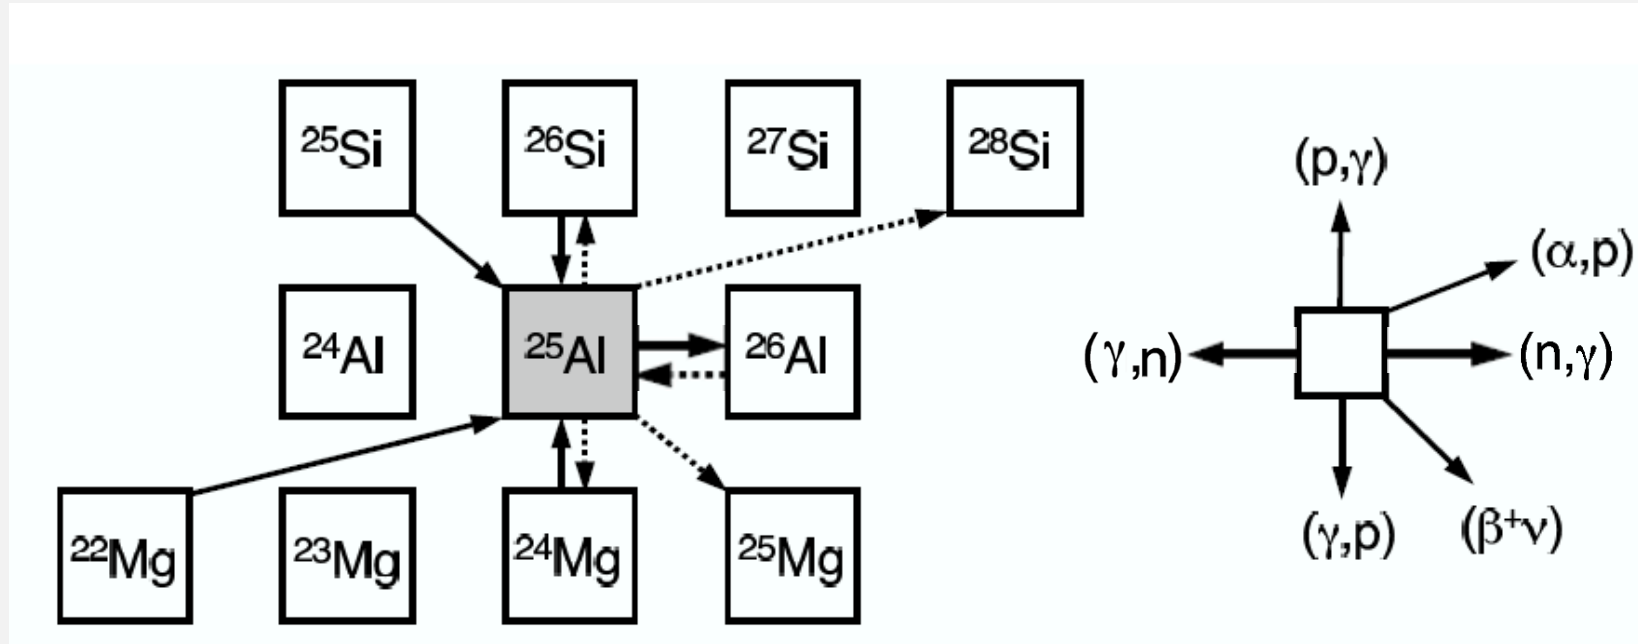 ²⁵Si ²⁶Si ²⁷Si ²⁸Si
²⁴Al ²⁵Al ²⁶Al
²²Mg ²³Mg ²⁴Mg ²⁵Mg
(p,γ)
(α,p)
(γ,n) (n,γ)
(γ,p) (β⁺ν)